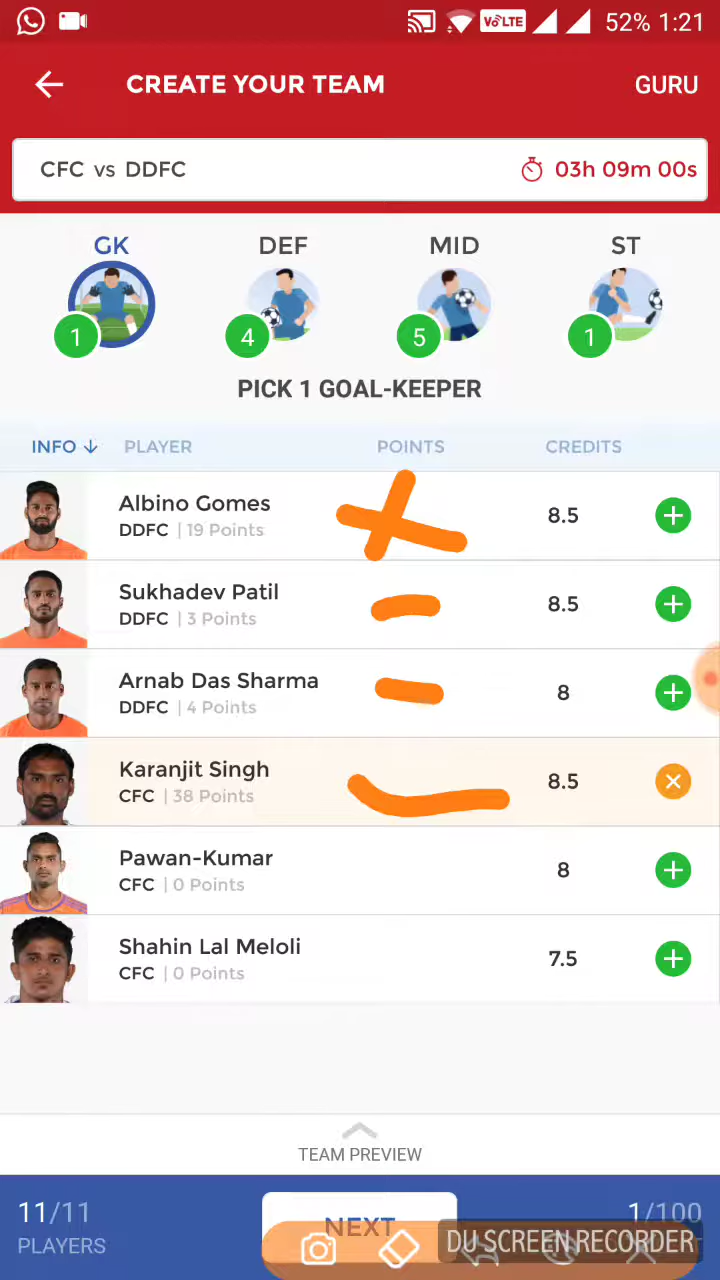 VoLTE 52% 1:21
CREATE YOUR TEAM GURU
CFC vs DDFC 03h 09m 00s
GK DEF MID ST
1 4 5 1
PICK 1 GOAL-KEEPER
INFO PLAYER POINTS CREDITS
Albino Gomes
DDFC | 19 Points 8.5
Sukhadev Patil
DDFC | 3 Points 8.5
Arnab Das Sharma
DDFC | 4 Points 8
Karanjit Singh
CFC | 38 Points 8.5
Pawan-Kumar
CFC | 0 Points 8
Shahin Lal Meloli
CFC | 0 Points 7.5
TEAM PREVIEW
11/11 NEXT 1/100
PLAYERS DU SCREEN RECORDER